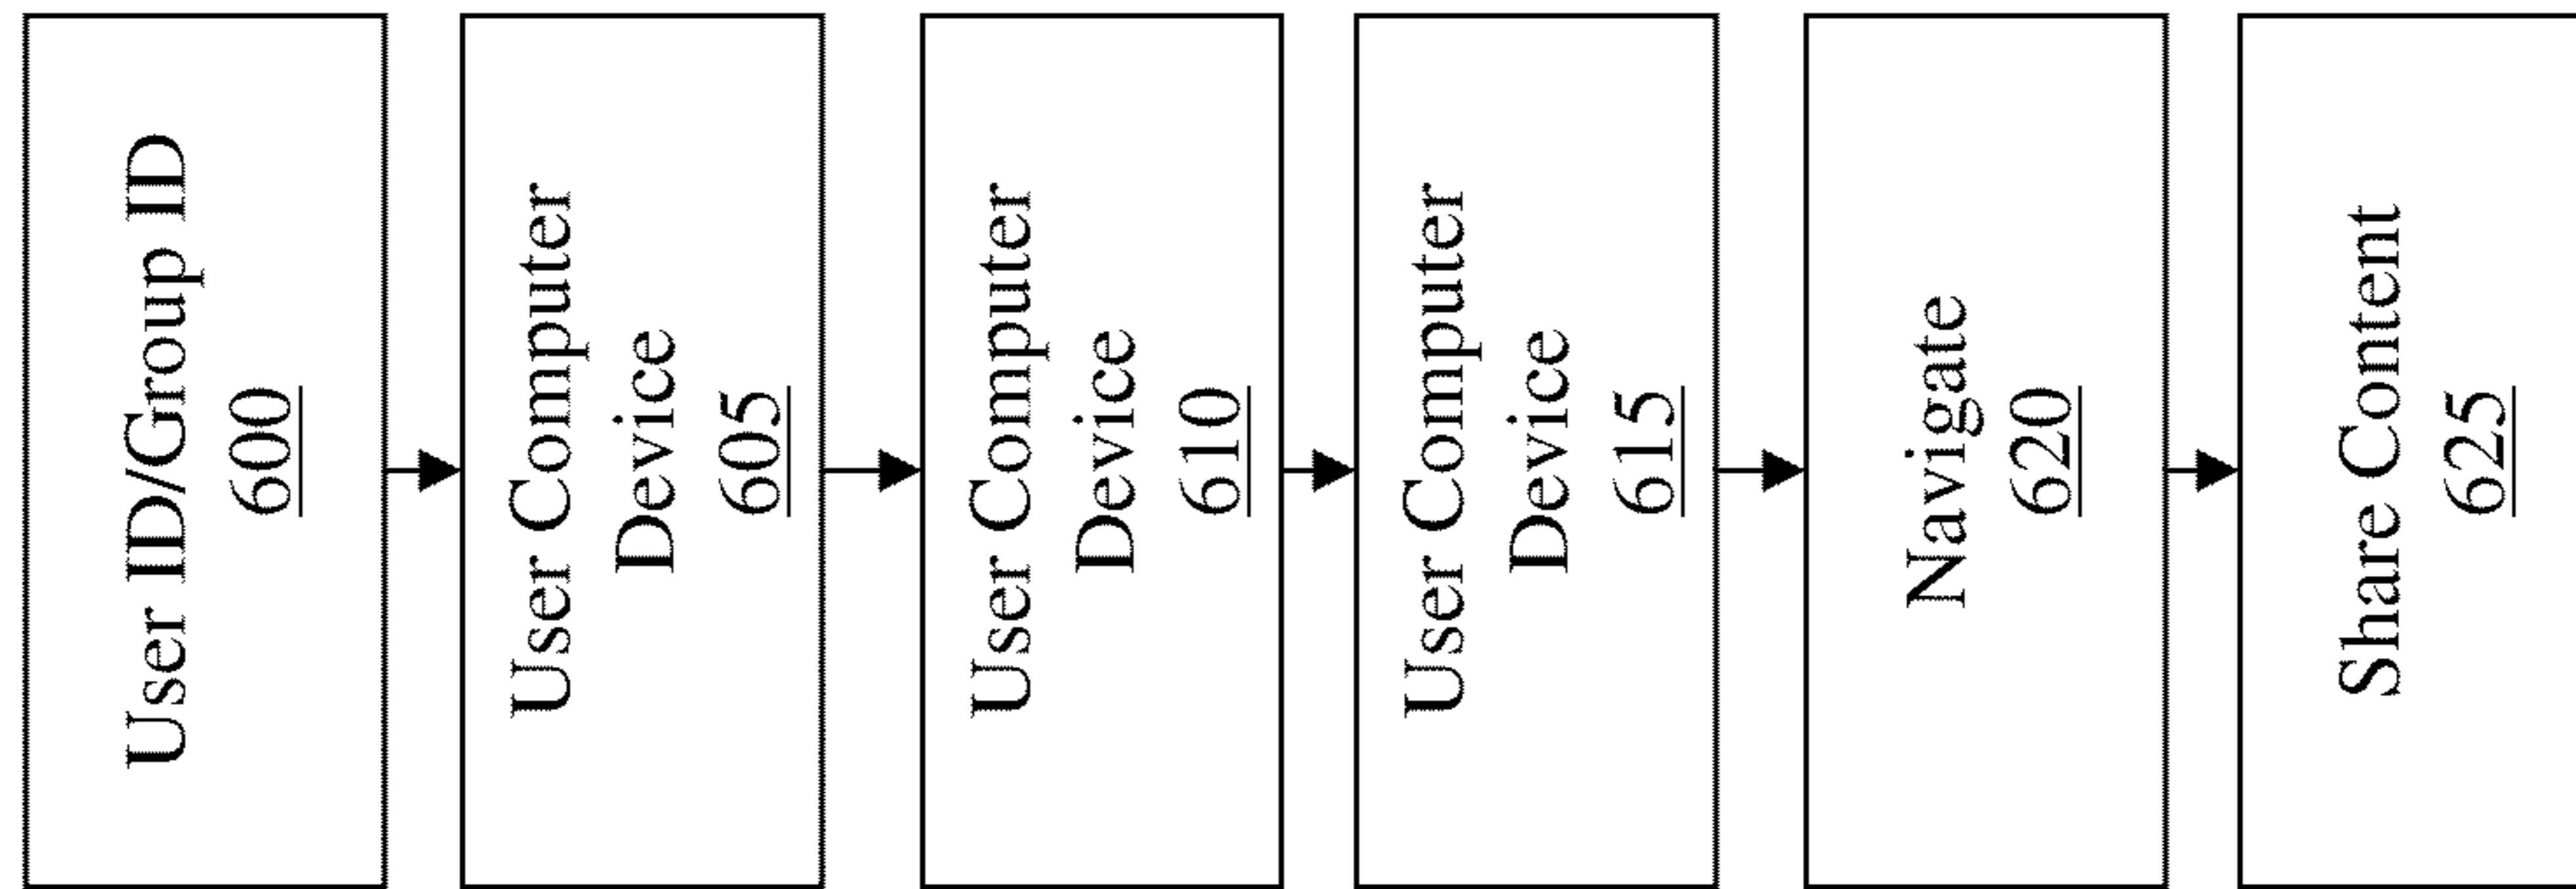 User ID/Group ID
600
User Computer
Device
605
User Computer
Device
610
User Computer
Device
615
Navigate
620
Share Content
625